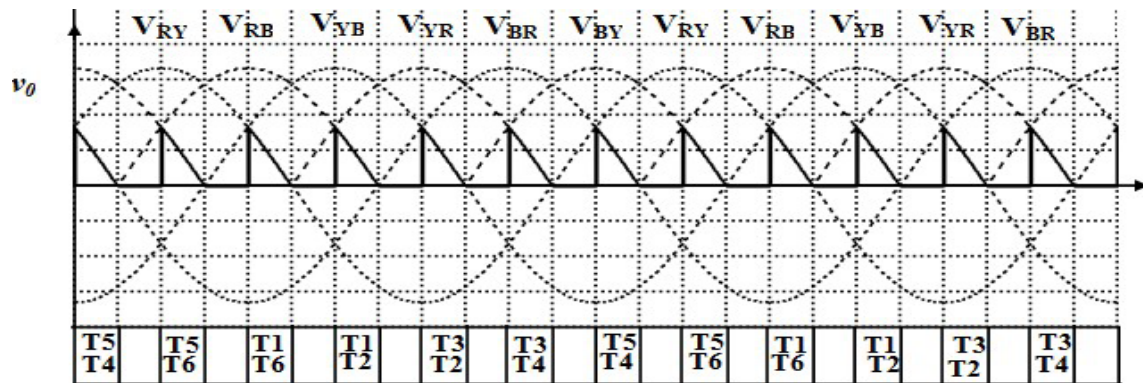 V_RY V_RB V_YB V_YR V_BR V_BY V_RY V_RB V_YB V_YR V_BR
v_0
T5 T5 T1 T1 T3 T3 T5 T5 T1 T1 T3 T3
T4 T6 T6 T2 T2 T4 T4 T6 T6 T2 T2 T4